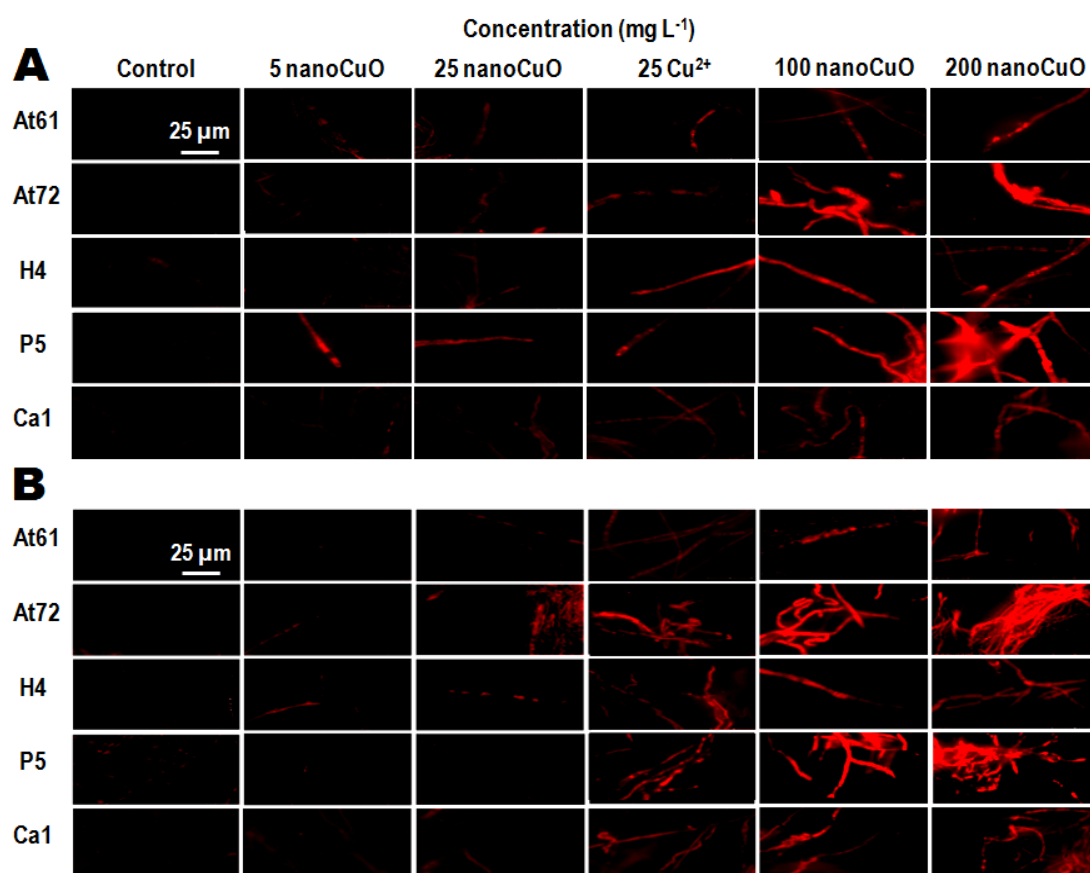 Concentration (mg L⁻¹)
A
Control 5 nanoCuO 25 nanoCuO 25 Cu²⁺ 100 nanoCuO 200 nanoCuO
At61
25 µm
At72
H4
P5
Ca1
B
At61
25 µm
At72
H4
P5
Ca1